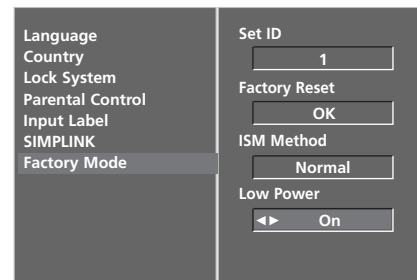 Language
Country
Lock System
Parental Control
Input Label
SIMPLINK
Factory Mode
Set ID
1
Factory Reset
OK
ISM Method
Normal
Low Power
◄► On